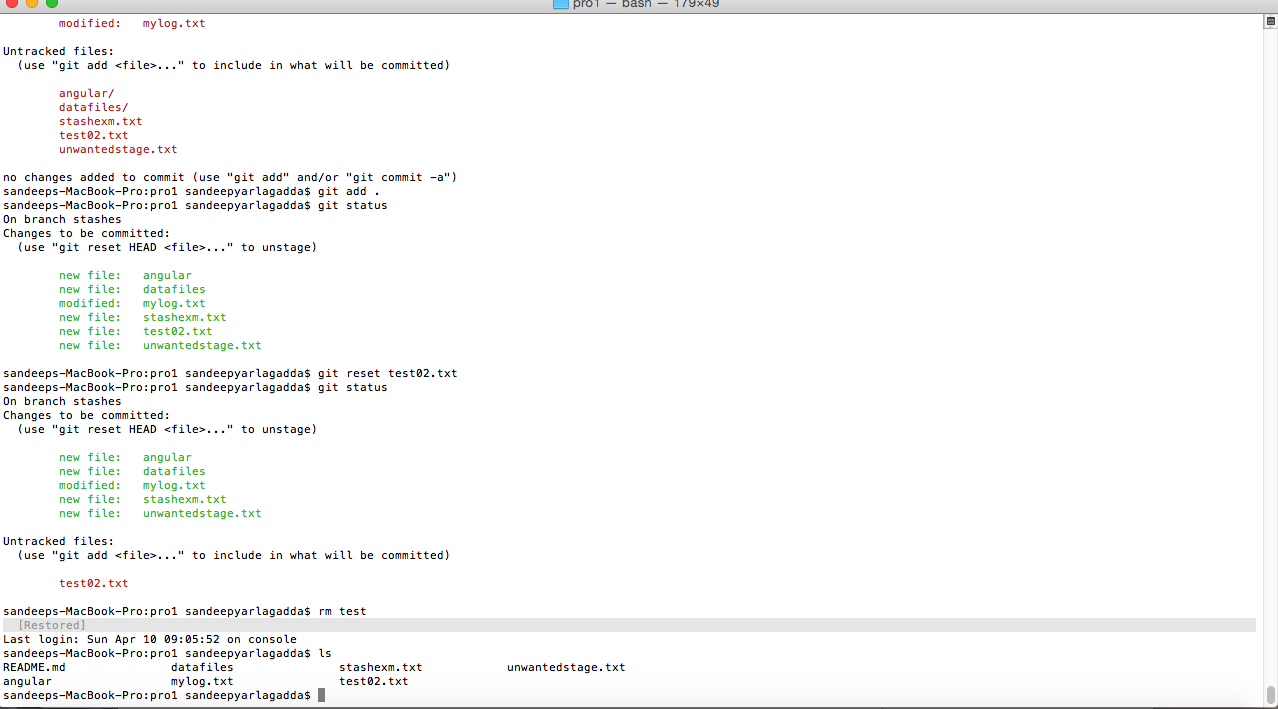 pro1 — bash — 179×49
modified:   mylog.txt
Untracked files:
(use "git add <file>..." to include in what will be committed)
angular/
datafiles/
stashexm.txt
test02.txt
unwantedstage.txt
no changes added to commit (use "git add" and/or "git commit -a")
sandeeps-MacBook-Pro:pro1 sandeepyarlagadda$ git add .
sandeeps-MacBook-Pro:pro1 sandeepyarlagadda$ git status
On branch stashes
Changes to be committed:
(use "git reset HEAD <file>..." to unstage)
new file:   angular
new file:   datafiles
modified:   mylog.txt
new file:   stashexm.txt
new file:   test02.txt
new file:   unwantedstage.txt
sandeeps-MacBook-Pro:pro1 sandeepyarlagadda$ git reset test02.txt
sandeeps-MacBook-Pro:pro1 sandeepyarlagadda$ git status
On branch stashes
Changes to be committed:
(use "git reset HEAD <file>..." to unstage)
new file:   angular
new file:   datafiles
modified:   mylog.txt
new file:   stashexm.txt
new file:   unwantedstage.txt
Untracked files:
(use "git add <file>..." to include in what will be committed)
test02.txt
sandeeps-MacBook-Pro:pro1 sandeepyarlagadda$ rm test
[Restored]
Last login: Sun Apr 10 09:05:52 on console
sandeeps-MacBook-Pro:pro1 sandeepyarlagadda$ ls
README.md datafiles stashexm.txt unwantedstage.txt
angular mylog.txt test02.txt
sandeeps-MacBook-Pro:pro1 sandeepyarlagadda$